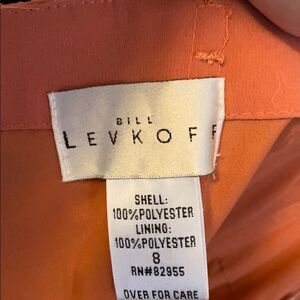 BILL
LEVKOFF
SHELL:
100%POLYESTER
LINING:
100%POLYESTER
8
RN#82955
OVER FOR CARE